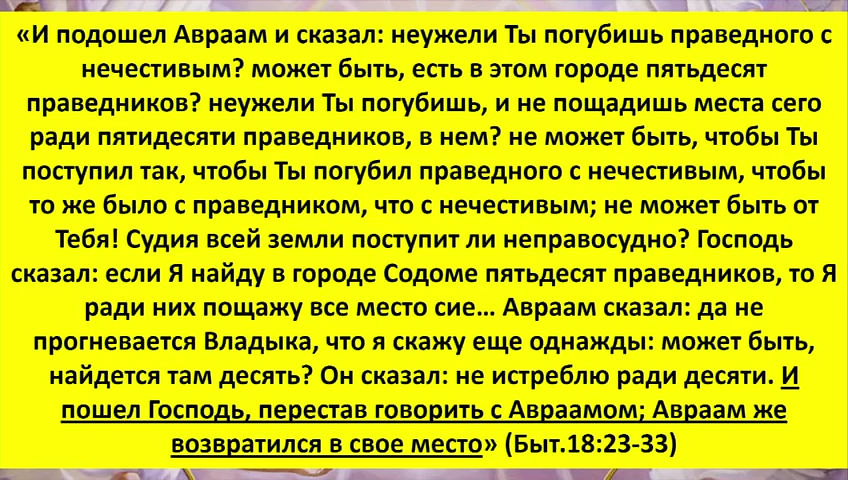 «И подошел Авраам и сказал: неужели Ты погубишь праведного с
нечестивым? может быть, есть в этом городе пятьдесят
праведников? неужели Ты погубишь, и не пощадишь места сего
ради пятидесяти праведников, в нем? не может быть, чтобы Ты
поступил так, чтобы Ты погубил праведного с нечестивым, чтобы
то же было с праведником, что с нечестивым; не может быть от
Тебя! Судия всей земли поступит ли неправосудно? Господь
сказал: если Я найду в городе Содоме пятьдесят праведников, то Я
ради них пощажу все место сие... Авраам сказал: да не
прогневается Владыка, что я скажу еще однажды: может быть,
найдется там десять? Он сказал: не истреблю ради десяти. И
пошел Господь, перестав говорить с Авраамом; Авраам же
возвратился в свое место» (Быт.18:23-33)